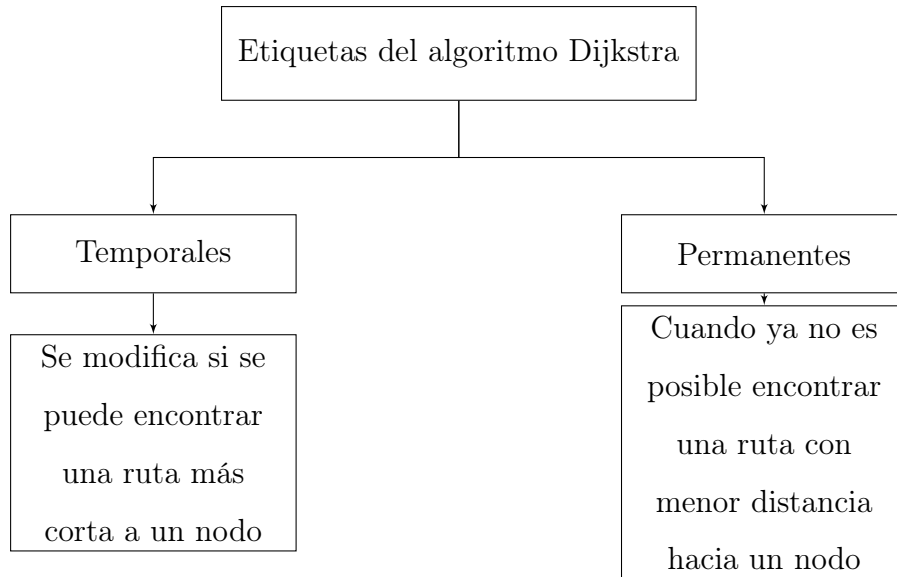 Etiquetas del algoritmo Dijkstra
Temporales
Permanentes
Se modifica si se
puede encontrar
una ruta más
corta a un nodo
Cuando ya no es
posible encontrar
una ruta con
menor distancia
hacia un nodo